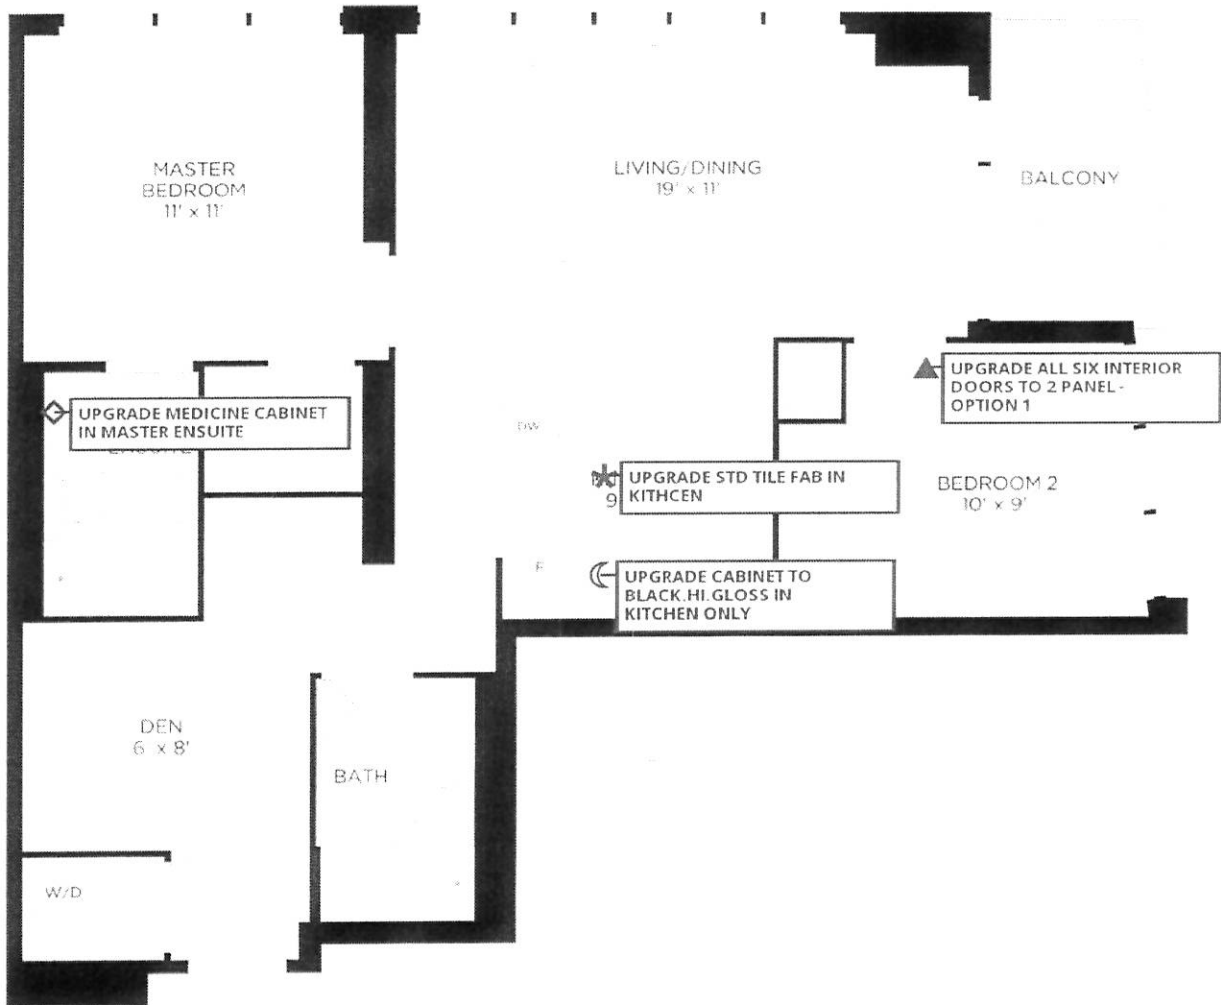 MASTER
BEDROOM
11' x 11'
LIVING/DINING
19' x 11'
BALCONY
UPGRADE ALL SIX INTERIOR
DOORS TO 2 PANEL-
OPTION 1
UPGRADE MEDICINE CABINET
IN MASTER ENSUITE
DW
UPGRADE STD TILE FAB IN
KITHCEN
9
BEDROOM 2
10' x 9'
F
UPGRADE CABINET TO
BLACK.HI.GLOSS IN
KITCHEN ONLY
DEN
6 x 8'
BATH
W/D